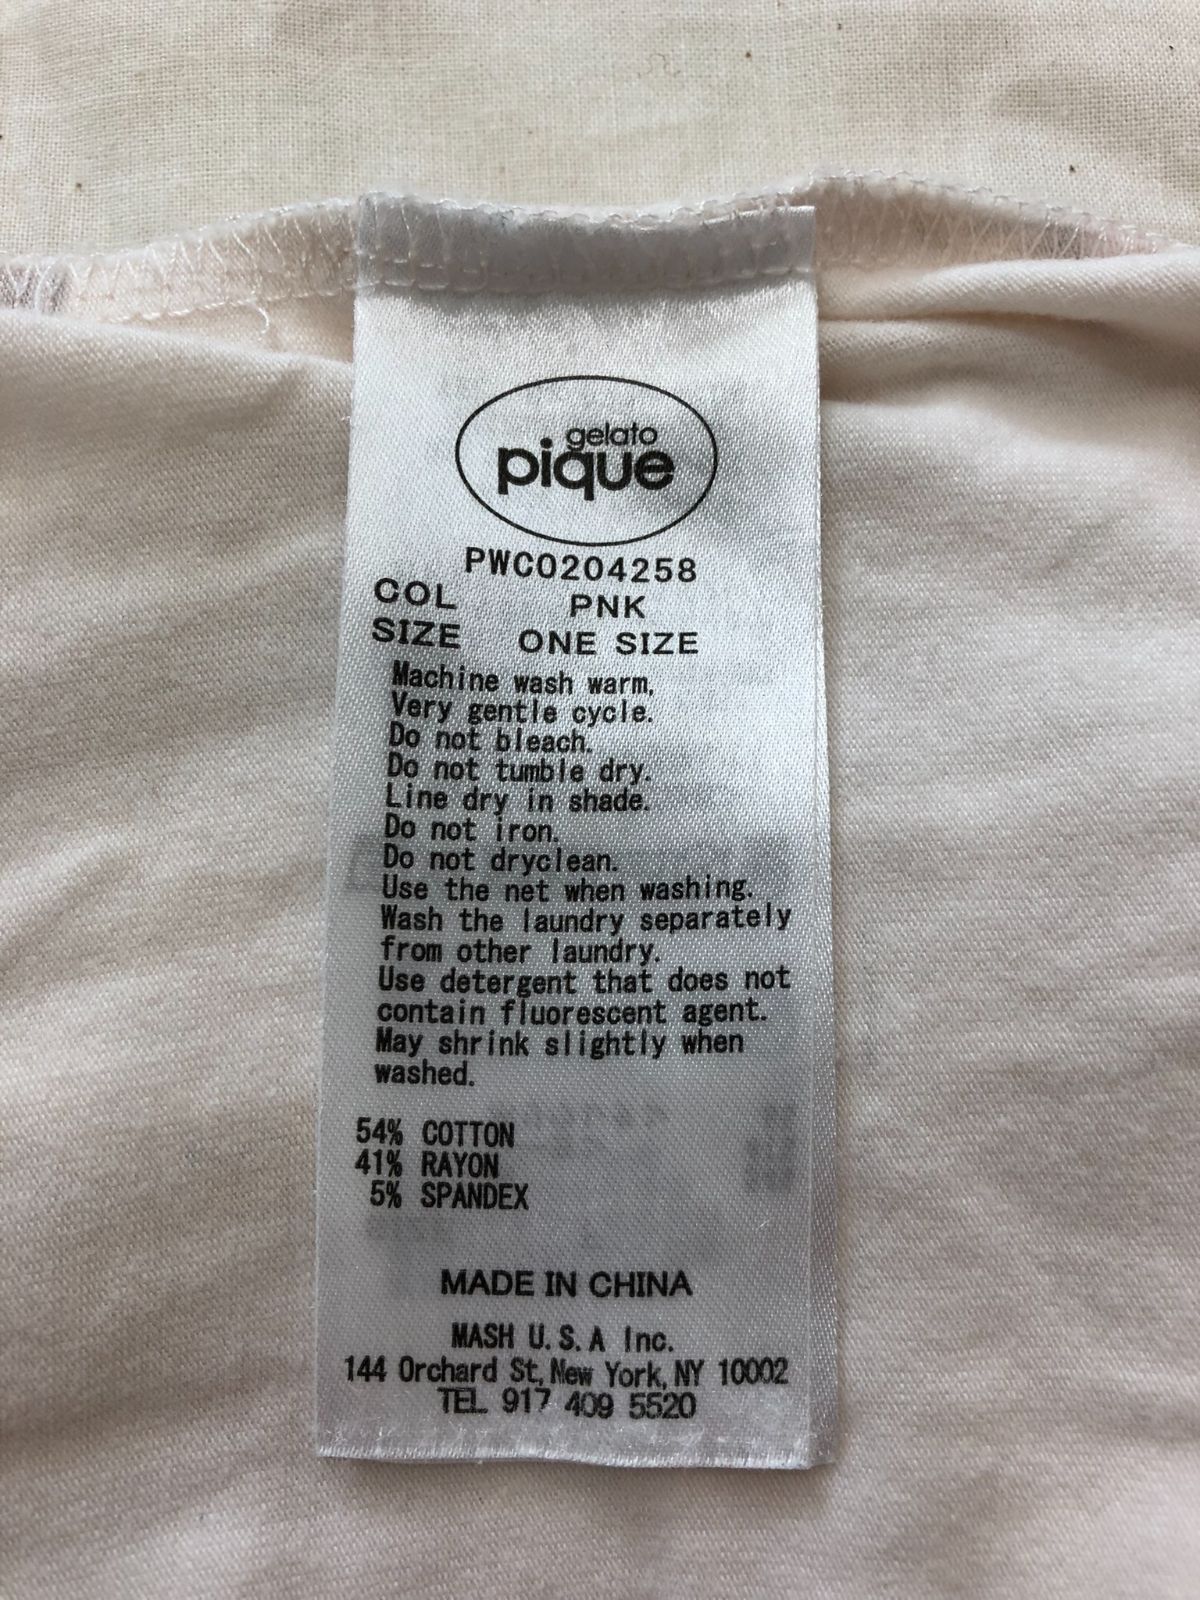 gelato
pique
PWCO204258
COL PNK
SIZE ONE SIZE
Machine wash warm,
Very gentle cycle.
Do not bleach.
Do not tumble dry.
Line dry in shade.
Do not iron.
Do not dryclean.
Use the net when washing.
Wash the laundry separately
from other laundry.
Use detergent that does not
contain fluorescent agent.
May shrink slightly when
washed.
54% COTTON
41% RAYON
5% SPANDEX
MADE IN CHINA
MASH U.S.A Inc.
144 Orchard St, New York, NY 10002
TEL 917 409 5520